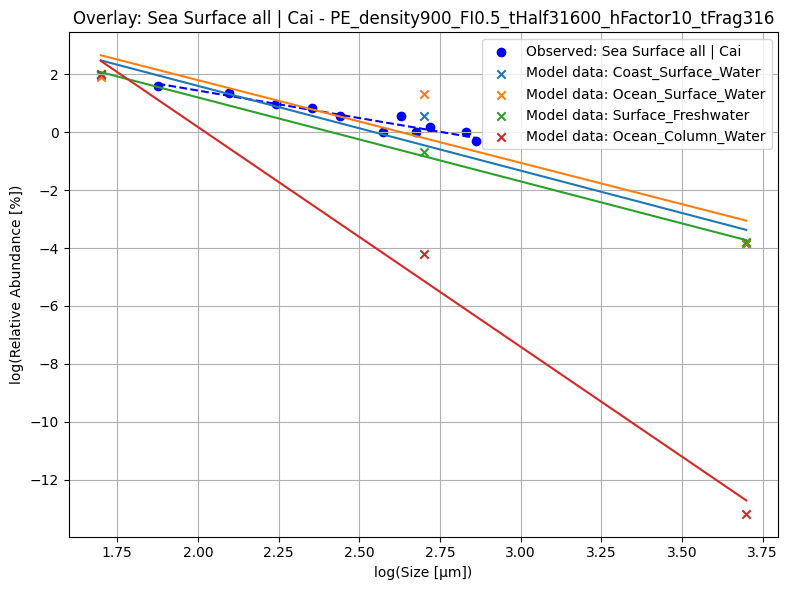 Overlay: Sea Surface all | Cai - PE_density900_FI0.5_tHalf31600_hFactor10_tFrag316
Observed: Sea Surface all | Cai
Model data: Coast_Surface_Water
Model data: Ocean_Surface_Water
Model data: Surface_Freshwater
Model data: Ocean_Column_Water
log(Relative Abundance [%])
2
0
−2
−4
−6
−8
−10
−12
1.75 2.00 2.25 2.50 2.75 3.00 3.25 3.50 3.75
log(Size [μm])